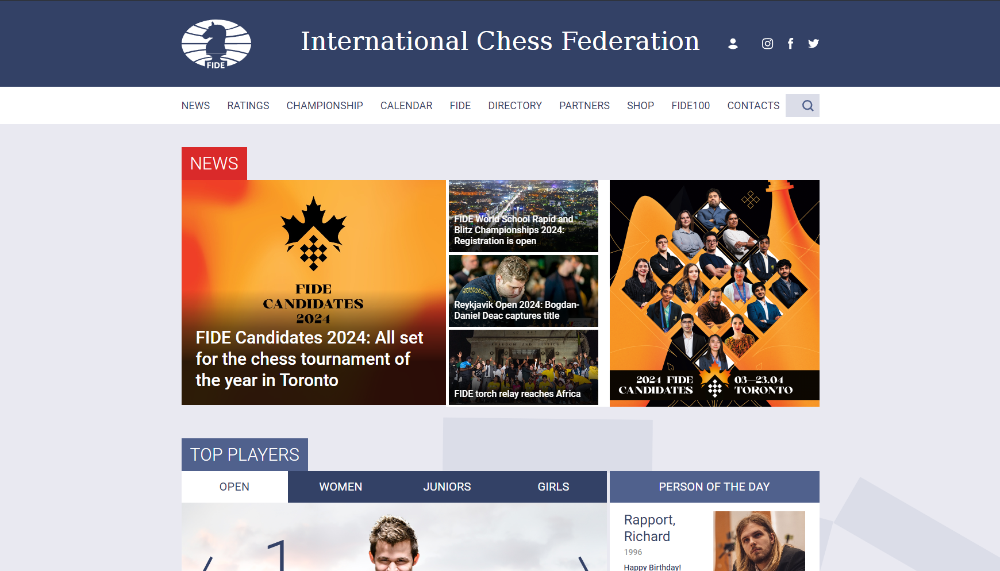 FIDE
International Chess Federation
NEWS RATINGS CHAMPIONSHIP CALENDAR FIDE DIRECTORY PARTNERS SHOP FIDE100 CONTACTS
NEWS
FIDE
CANDIDATES
2024
FIDE Candidates 2024: All set
for the chess tournament of
the year in Toronto
FIDE World School Rapid and
Blitz Championships 2024:
Registration is open
Reykjavik Open 2024: Bogdan-
Daniel Deac captures title
FREEDOM AND JUSTICE
FIDE torch relay reaches Africa
2024 FIDE
CANDIDATES
03—23.04
TORONTO
TOP PLAYERS
OPEN WOMEN JUNIORS GIRLS
1
PERSON OF THE DAY
Rapport,
Richard
1996
Happy Birthday!